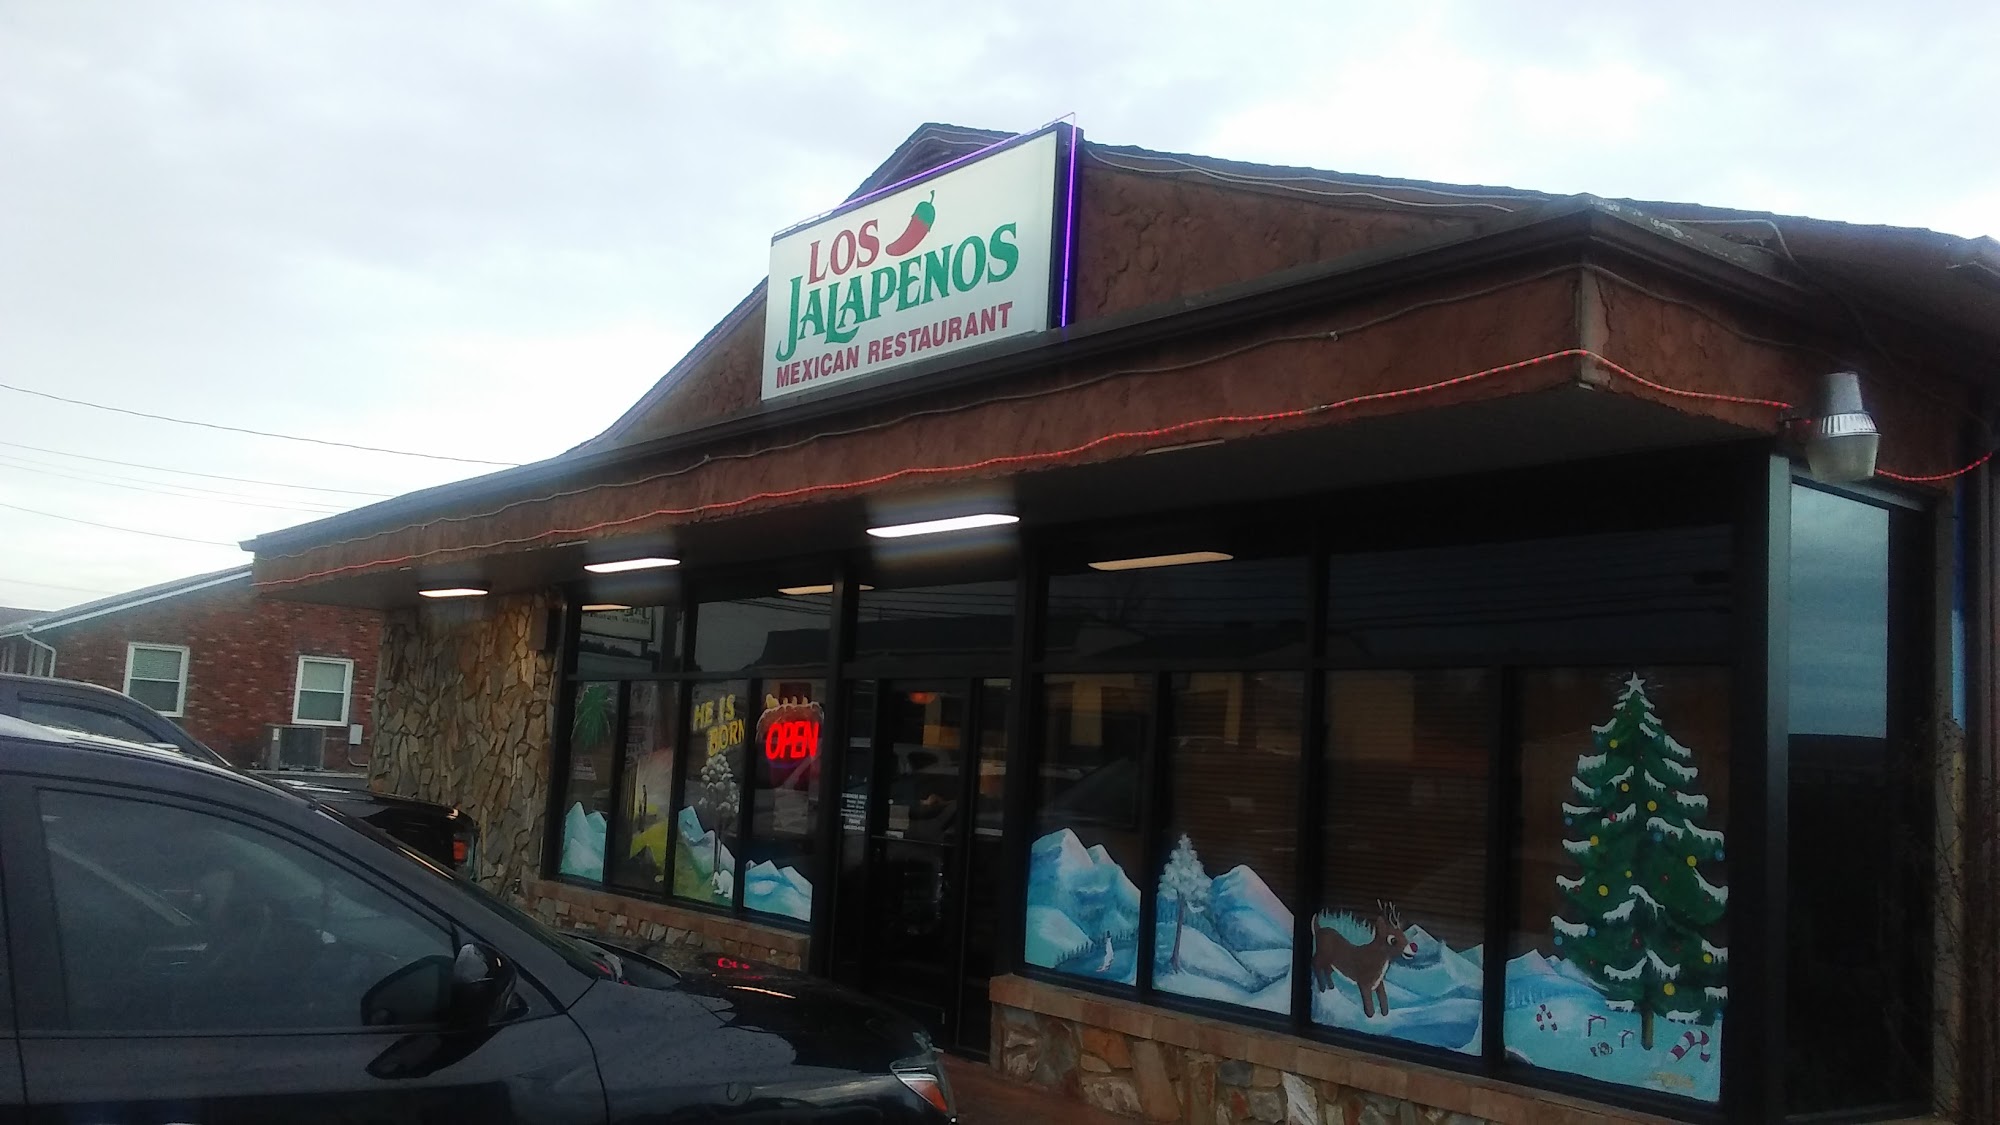 LOS
JALAPENOS
MEXICAN RESTAURANT
HE IS
BORN
OPEN